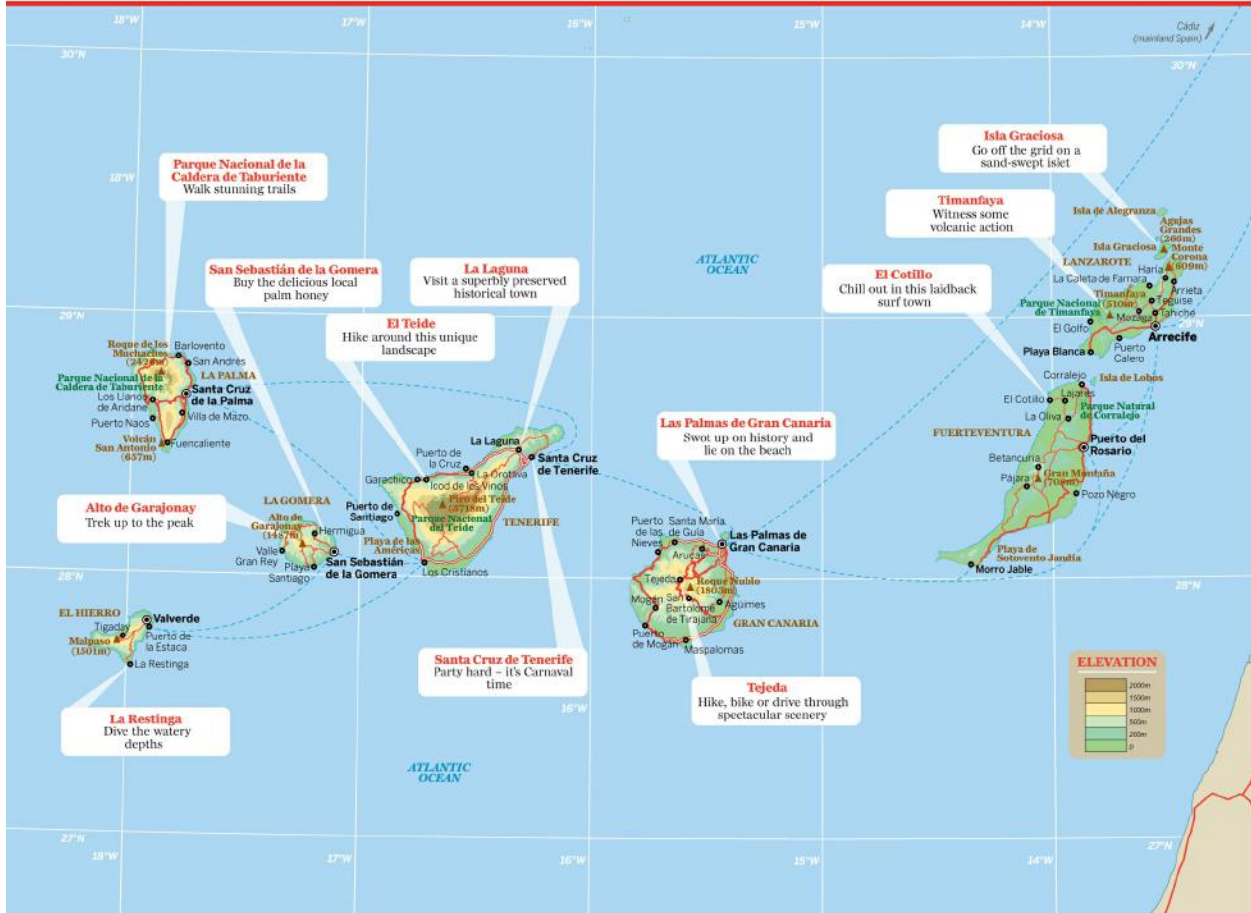 18°W
17°W
16°W
15°W
14°W
Cádiz
(mainland Spain)
30°N
30°N
18°W
Parque Nacional de la
Caldera de Taburiente
Walk stunning trails
San Sebastián de la Gomera
Buy the delicious local
palm honey
La Laguna
Visit a superbly preserved
historical town
El Teide
Hike around this unique
landscape
Isla Graciosa
Go off the grid on a
sand-swept islet
Timanfaya
Witness some
volcanic action
El Cotillo
Chill out in this laidback
surf town
ATLANTIC
OCEAN
Isla de Alegranza
Agujas
Grandes
(266m)
Isla Graciosa
Monte
Corona
(609m)
LANZAROTE
Haría
La Caleta de Famara
Arrieta
Timanfaya
(510m)
Teguise
Parque Nacional
de Timanfaya
Mozaga
Tahiche
El Golfo
29°N
29°N
Arrecife
Playa Blanca
Puerto
Calero
Roque de los
Muchachos
(2426m)
Barlovento
San Andrés
LA PALMA
Parque Nacional de la
Caldera de Taburiente
Santa Cruz
de la Palma
Los Llanos
de Aridane
Puerto Naos
Villa de Mazo
Volcán
San Antonio
(657m)
Fuencaliente
Corralejo
Isla de Lobos
El Cotillo
Lajares
La Oliva
Parque Natural
de Corralejo
FUERTEVENTURA
Puerto del
Rosario
Betancuria
Gran Montaña
(708m)
Pájara
Pozo Negro
Playa de
Sotovento Jandía
Morro Jable
Las Palmas de Gran Canaria
Swot up on history and
lie on the beach
La Laguna
Santa Cruz
de Tenerife
Puerto de
la Cruz
La Orotava
Garachico
Icod de los Vinos
Pico del Teide
(3718m)
Puerto de
Santiago
Parque Nacional
del Teide
TENERIFE
Playa de las
Américas
Los Cristianos
Alto de Garajonay
Trek up to the peak
LA GOMERA
Alto de
Garajonay
(1487m)
Hermigua
Valle
Gran Rey
Playa
Santiago
San Sebastián
de la Gomera
28°N
28°N
Puerto
de las
Nieves
Santa María
de Guía
Las Palmas de
Gran Canaria
Arucas
Tejeda
Roque Nublo
(1803m)
Mogán
San
Bartolomé
de Tirajana
Agüimes
Puerto
de Mogán
GRAN CANARIA
Maspalomas
EL HIERRO
Valverde
Tigaday
Malpaso
(1501m)
Puerto de
la Estaca
La Restinga
Santa Cruz de Tenerife
Party hard – it's Carnaval
time
Tejeda
Hike, bike or drive through
spectacular scenery
La Restinga
Dive the watery
depths
16°W
ELEVATION
2000m
1500m
1000m
505m
200m
0
ATLANTIC
OCEAN
27°N
27°N
18°W
17°W
16°W
15°W
14°W